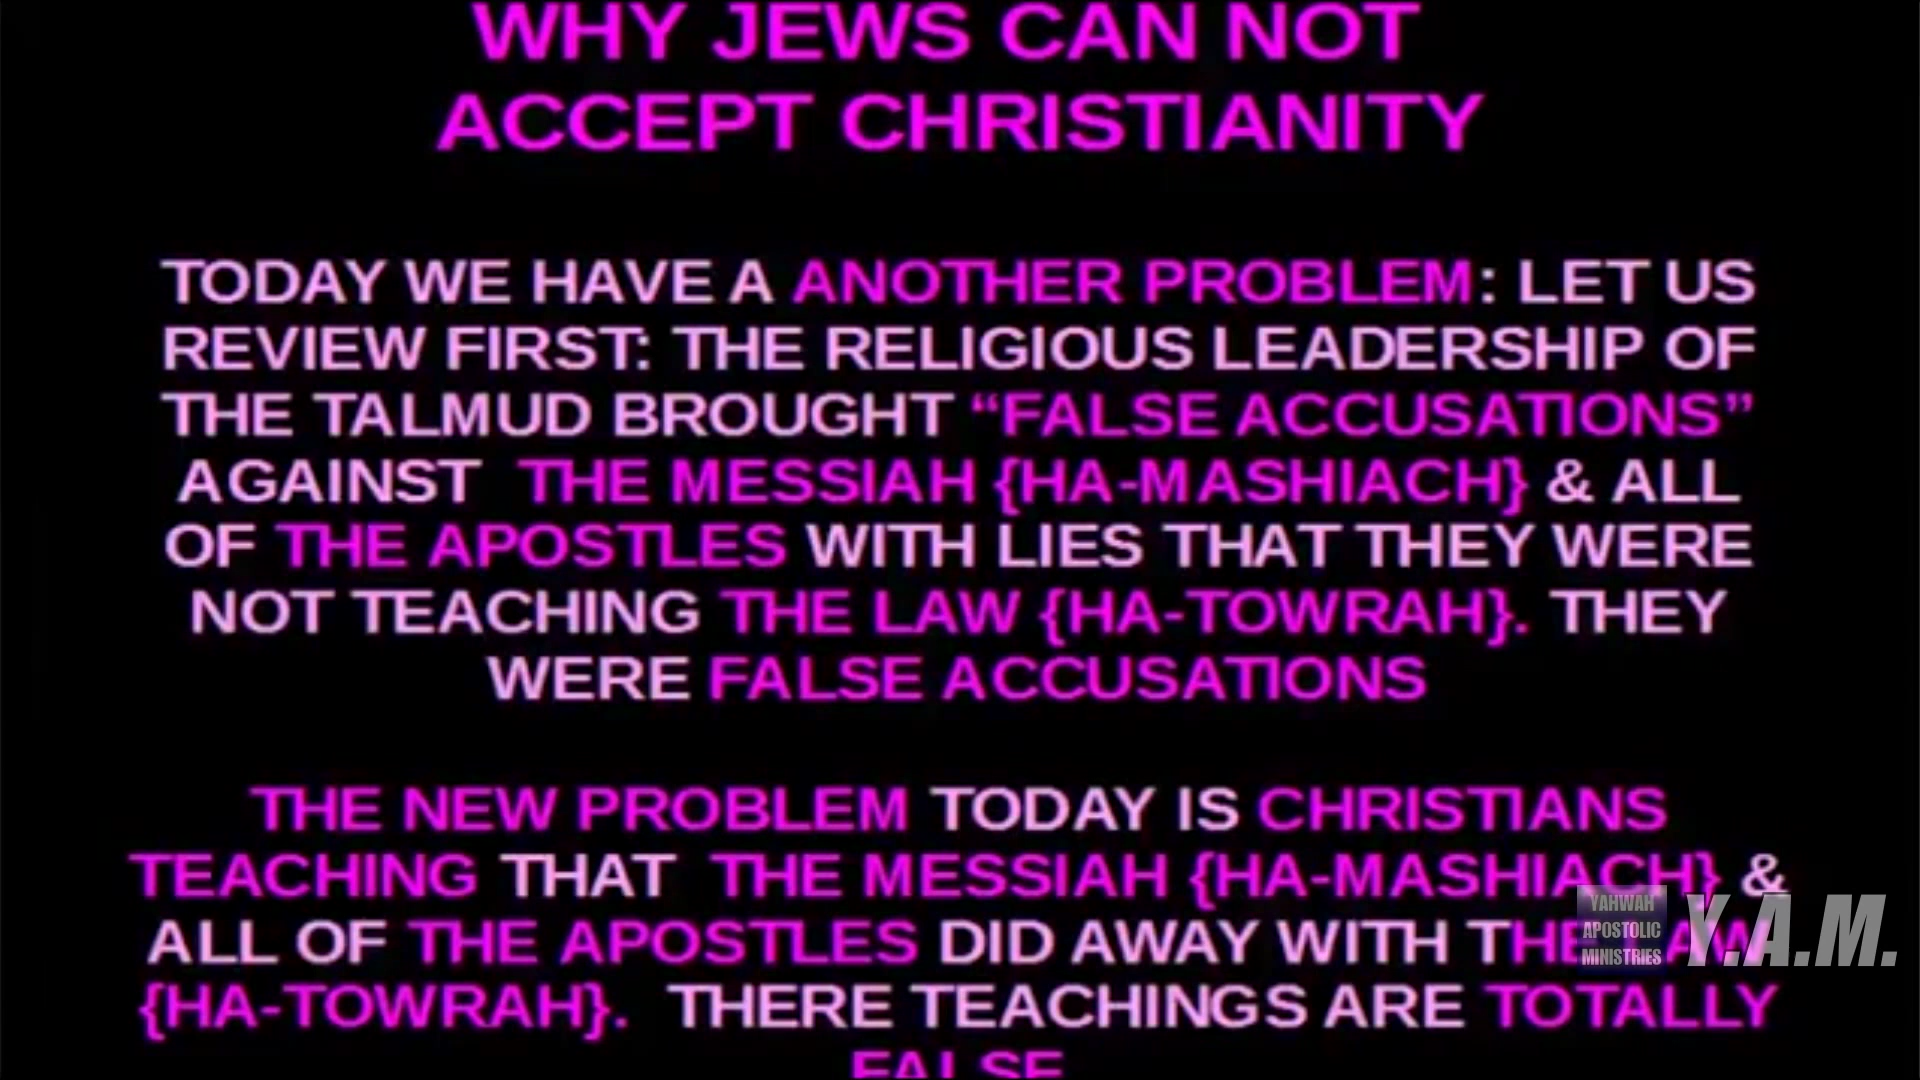 WHY JEWS CAN NOT
ACCEPT CHRISTIANITY
TODAY WE HAVE A ANOTHER PROBLEM: LET US
REVIEW FIRST: THE RELIGIOUS LEADERSHIP OF
THE TALMUD BROUGHT “FALSE ACCUSATIONS”
AGAINST THE MESSIAH {HA-MASHIACH} & ALL
OF THE APOSTLES WITH LIES THAT THEY WERE
NOT TEACHING THE LAW {HA-TOWRAH}. THEY
WERE FALSE ACCUSATIONS
THE NEW PROBLEM TODAY IS CHRISTIANS
TEACHING THAT THE MESSIAH {HA-MASHIACH} &
ALL OF THE APOSTLES DID AWAY WITH THE LAW
{HA-TOWRAH}. THERE TEACHINGS ARE TOTALLY
FALSE
YAHWAH
APOSTOLIC
MINISTRIES
Y.A.M.